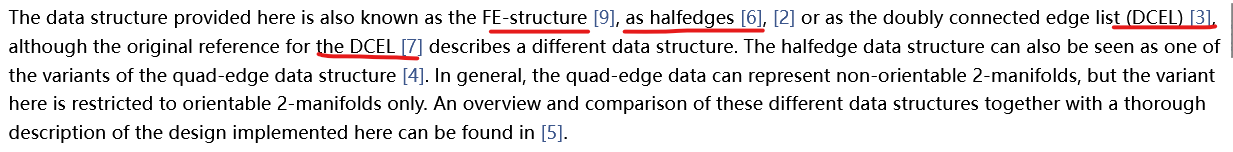 The data structure provided here is also known as the FE-structure [9], as halfedges [6], [2] or as the doubly connected edge list (DCEL) [3],
although the original reference for the DCEL [7] describes a different data structure. The halfedge data structure can also be seen as one of
the variants of the quad-edge data structure [4]. In general, the quad-edge data can represent non-orientable 2-manifolds, but the variant
here is restricted to orientable 2-manifolds only. An overview and comparison of these different data structures together with a thorough
description of the design implemented here can be found in [5].